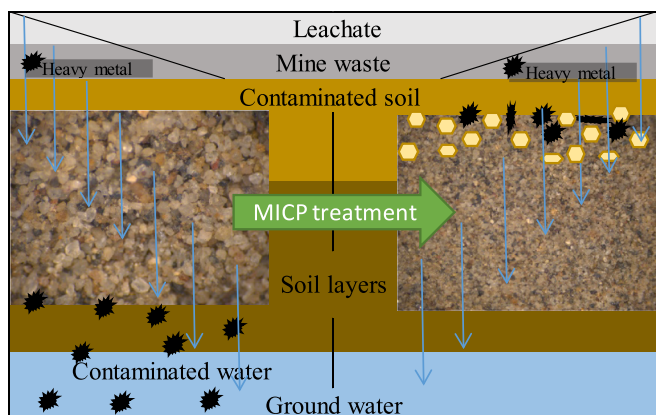 Leachate
Mine waste
Heavy metal
Heavy metal
Contaminated soil
MICP treatment
Soil layers
Contaminated water
Ground water